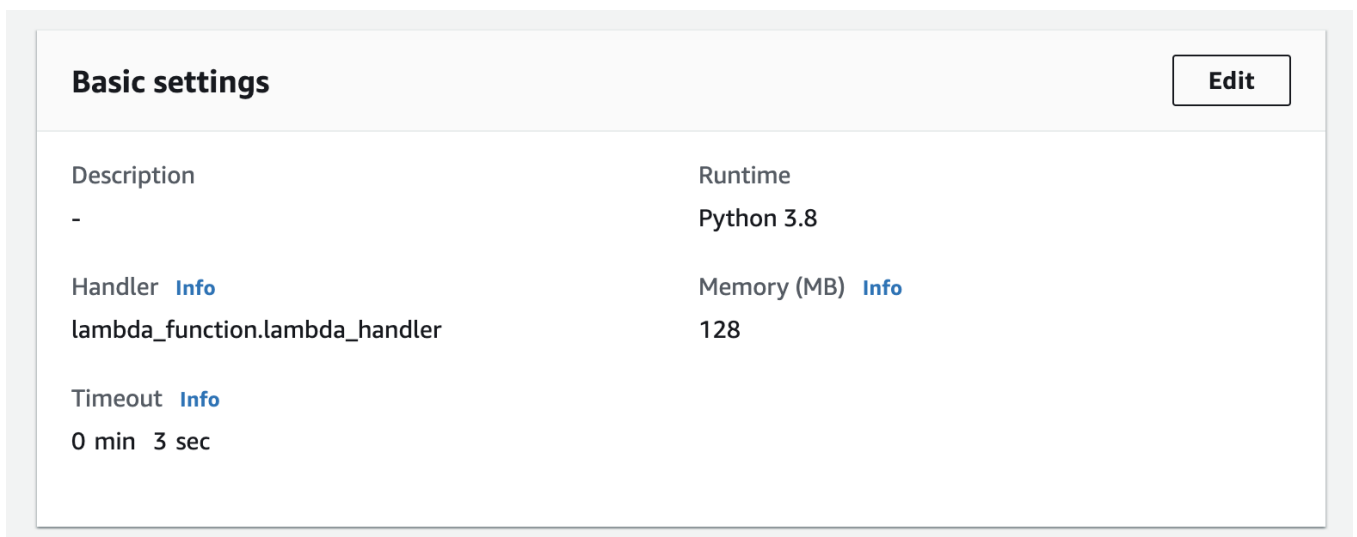 Basic settings
Edit
Description
-
Runtime
Python 3.8
Handler Info
lambda_function.lambda_handler
Memory (MB) Info
128
Timeout Info
0 min 3 sec